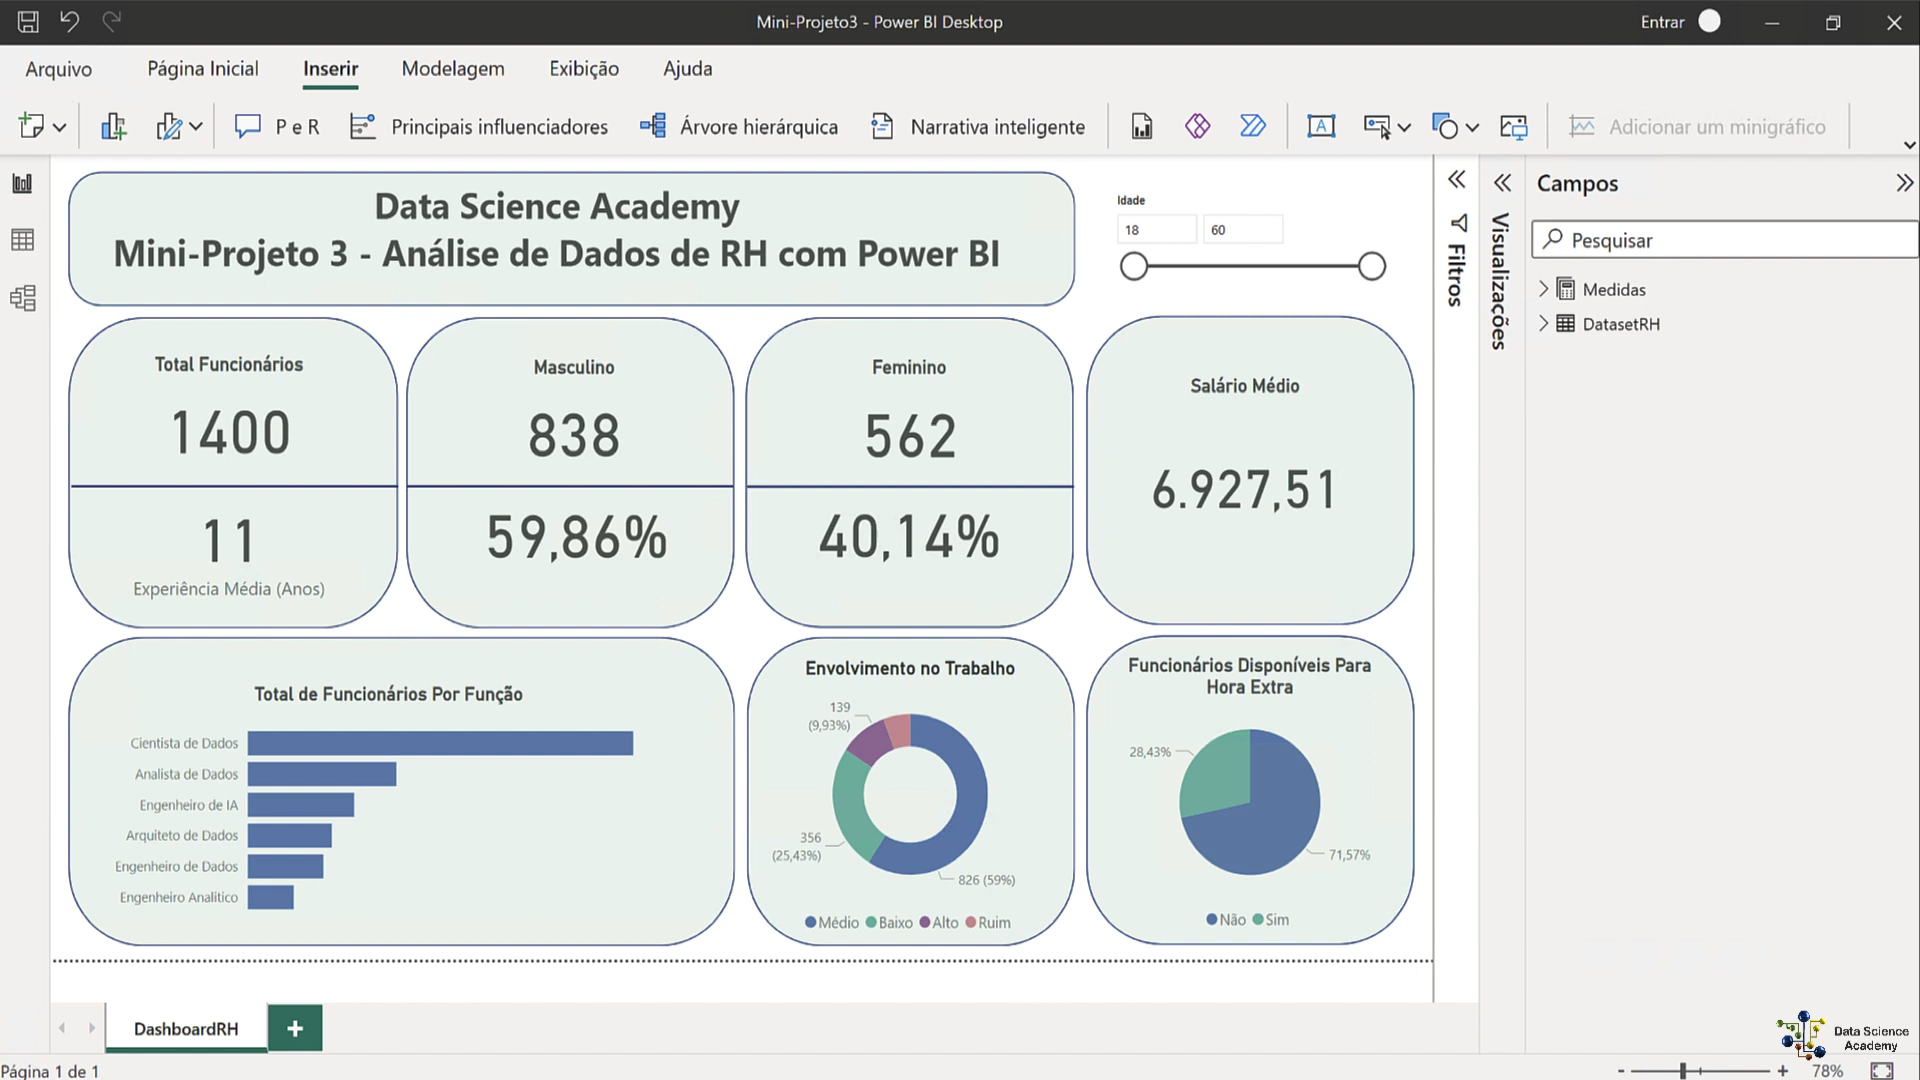 Mini-Projeto3 - Power BI Desktop
Entrar
Arquivo
Página Inicial
Inserir
Modelagem
Exibição
Ajuda
P e R
Principais influenciadores
Árvore hierárquica
Narrativa inteligente
A
Adicionar um minigráfico
Data Science Academy
Mini-Projeto 3 - Análise de Dados de RH com Power BI
Idade
18
60
Filtros
Visualizações
Campos
Pesquisar
Medidas
DatasetRH
Total Funcionários
1400
11
Experiência Média (Anos)
Masculino
838
59,86%
Feminino
562
40,14%
Salário Médio
6.927,51
Total de Funcionários Por Função
Cientista de Dados
Analista de Dados
Engenheiro de IA
Arquiteto de Dados
Engenheiro de Dados
Engenheiro Analitico
Envolvimento no Trabalho
139
(9,93%)
356
(25,43%)
826 (59%)
Médio Baixo Alto Ruim
Funcionários Disponíveis Para
Hora Extra
28,43%
71,57%
Não Sim
DashboardRH
+
Data Science
Academy
Página 1 de 1
- + 78%